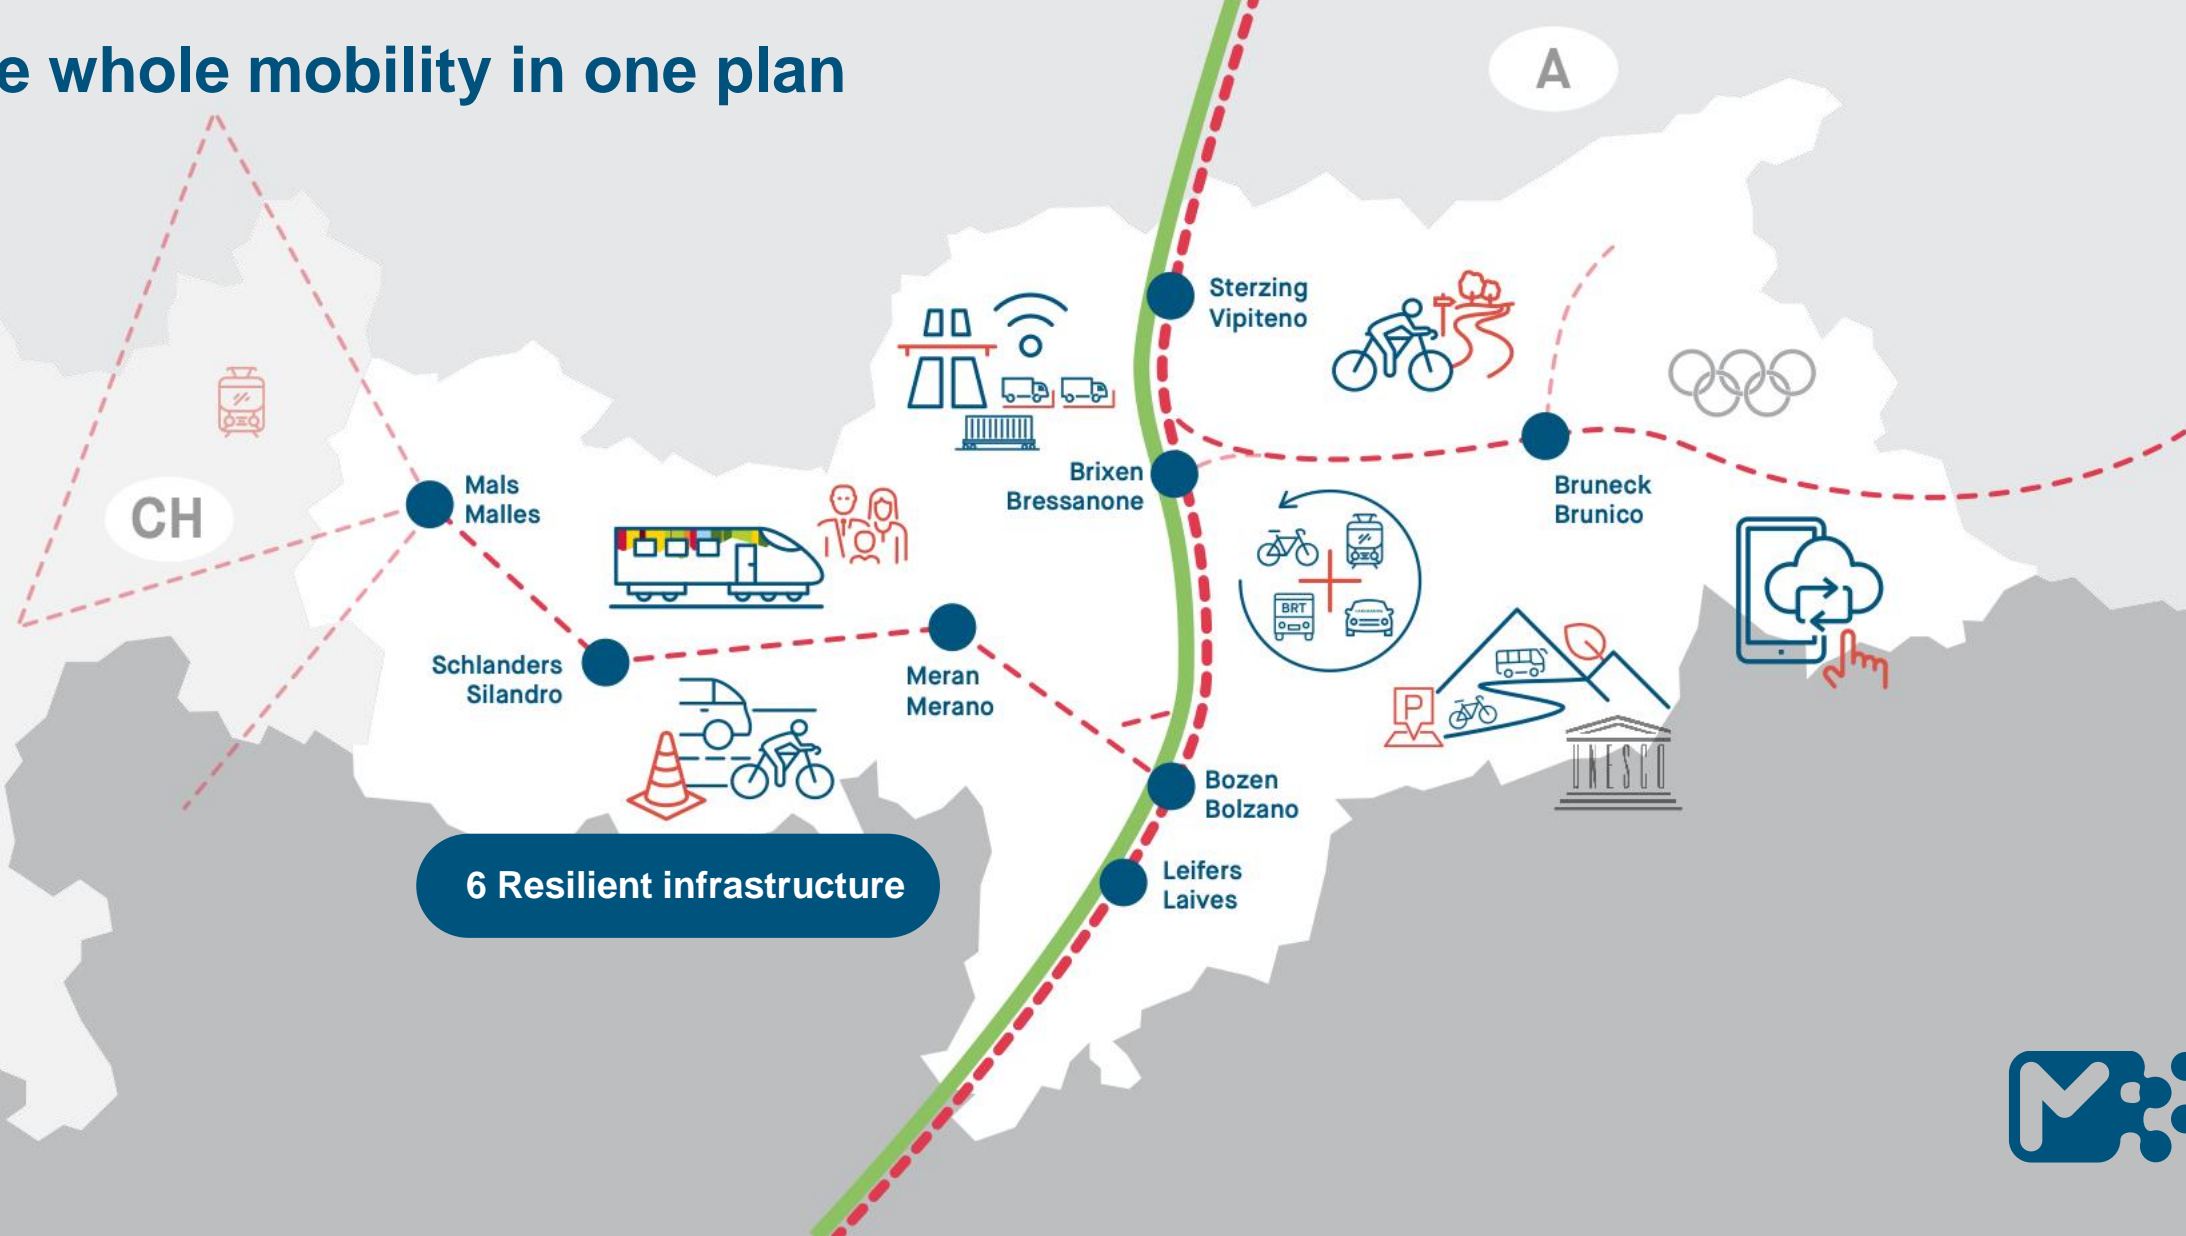 e whole mobility in one plan
A
Sterzing
Vipiteno
Brixen
Bressanone
Bruneck
Brunico
CH
Mals
Malles
BRT
Schlanders
Silandro
Meran
Merano
P
UNESCO
Bozen
Bolzano
6 Resilient infrastructure
Leifers
Laives